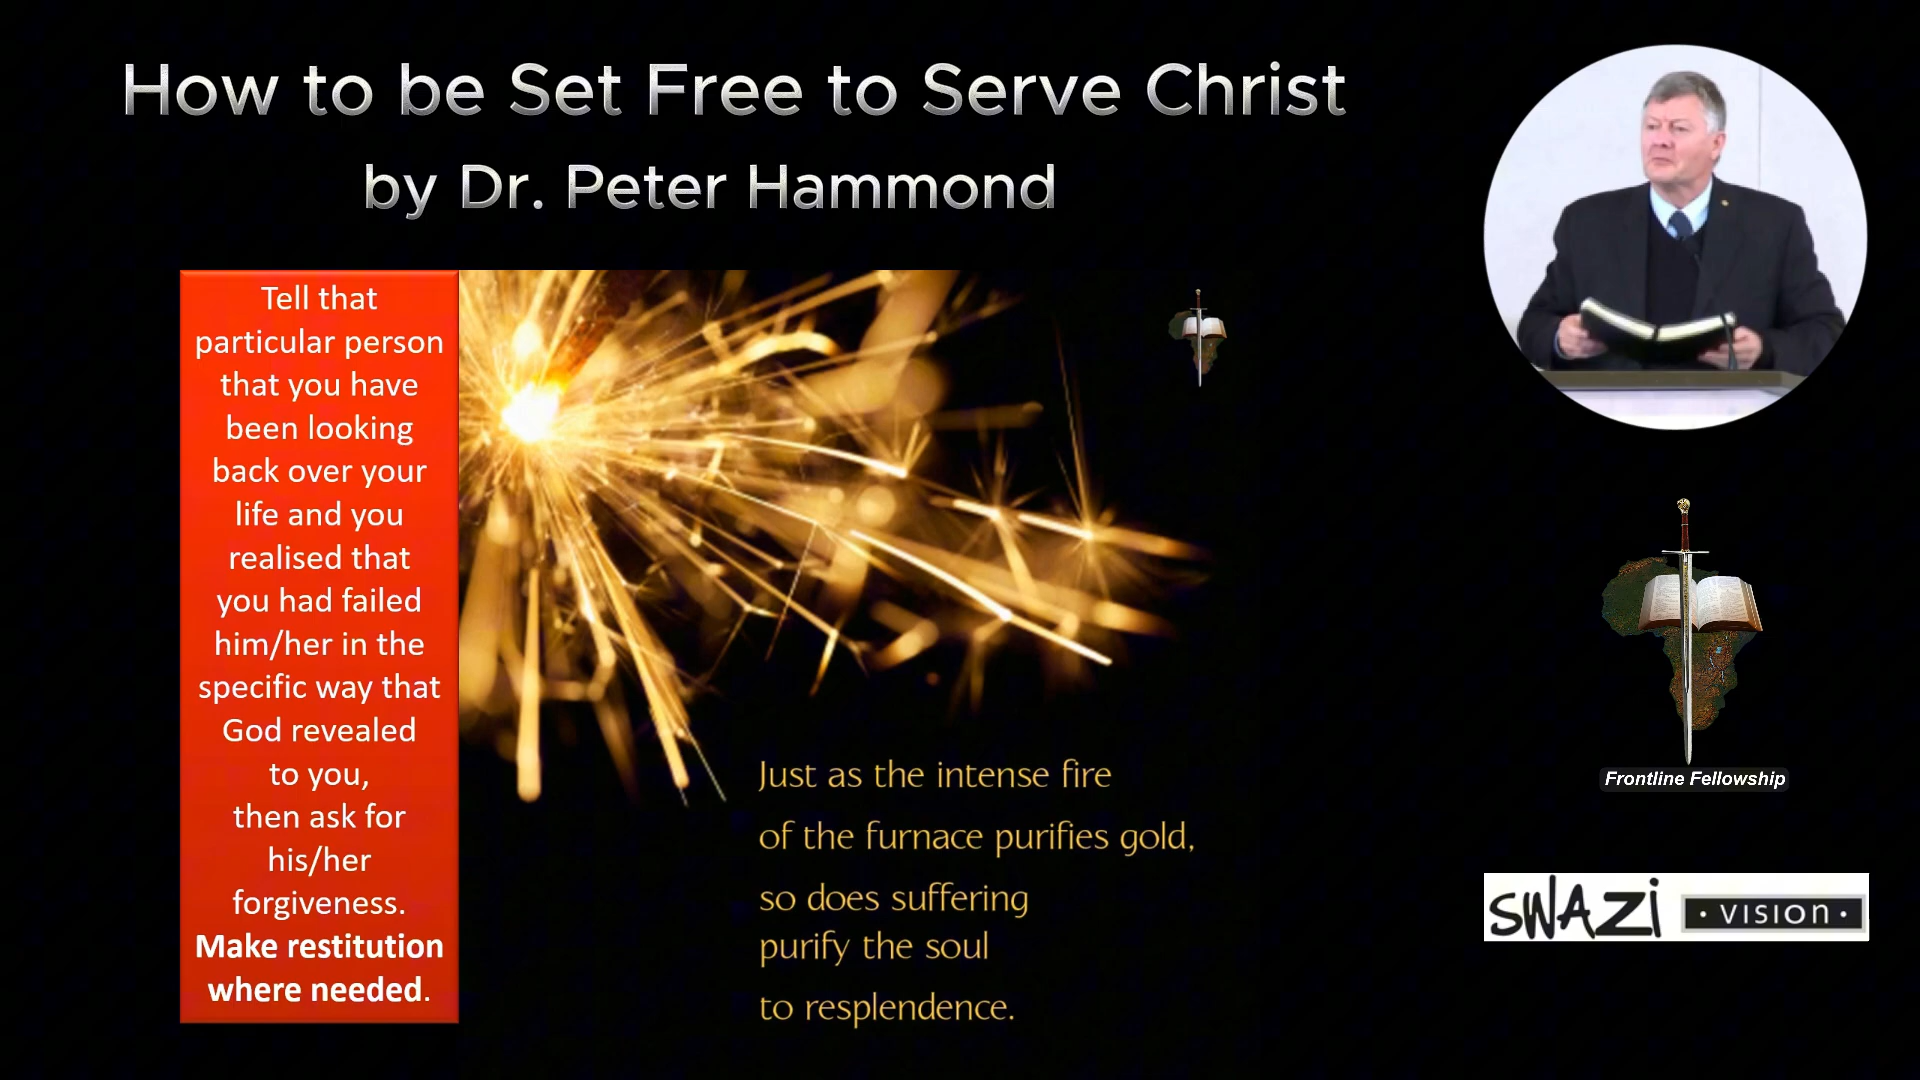 How to be Set Free to Serve Christ
by Dr. Peter Hammond
Tell that
particular person
that you have
been looking
back over your
life and you
realised that
you had failed
him/her in the
specific way that
God revealed
to you,
then ask for
his/her
forgiveness.
Make restitution
where needed.
Just as the intense fire
of the furnace purifies gold,
so does suffering
purify the soul
to resplendence.
Frontline Fellowship
SWAZI • VISION •